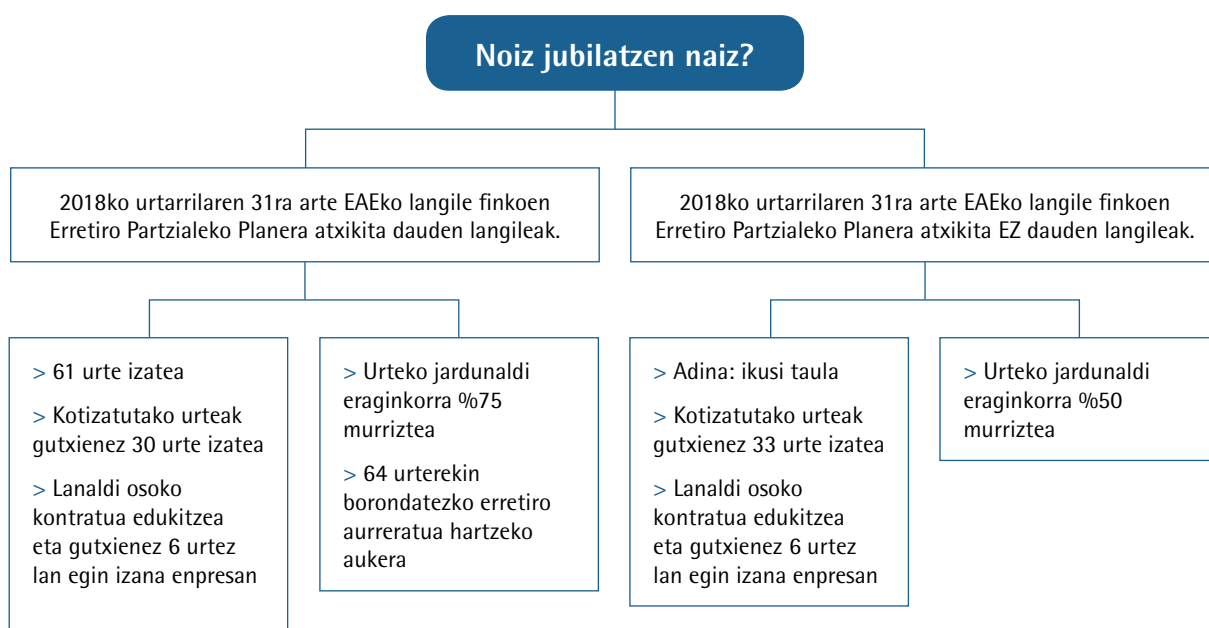 Noiz jubilatzen naiz?
2018ko urtarrilaren 31ra arte EAEko langile finkoen
Erretiro Partzialeko Planera atxikita dauden langileak.
2018ko urtarrilaren 31ra arte EAEko langile finkoen
Erretiro Partzialeko Planera atxikita EZ dauden langileak.
> 61 urte izatea
> Kotizatutako urteak
gutxienez 30 urte izatea
> Lanaldi osoko
kontratua edukitzea
eta gutxienez 6 urtez
lan egin izana enpresan
> Urteko jardunaldi
eraginkorra %75
murriztea
> 64 urterekin
borondatezko erretiro
aurreratua hartzeko
aukera
> Adina: ikusi taula
> Kotizatutako urteak
gutxienez 33 urte izatea
> Lanaldi osoko
kontratua edukitzea
eta gutxienez 6 urtez
lan egin izana enpresan
> Urteko jardunaldi
eraginkorra %50
murriztea